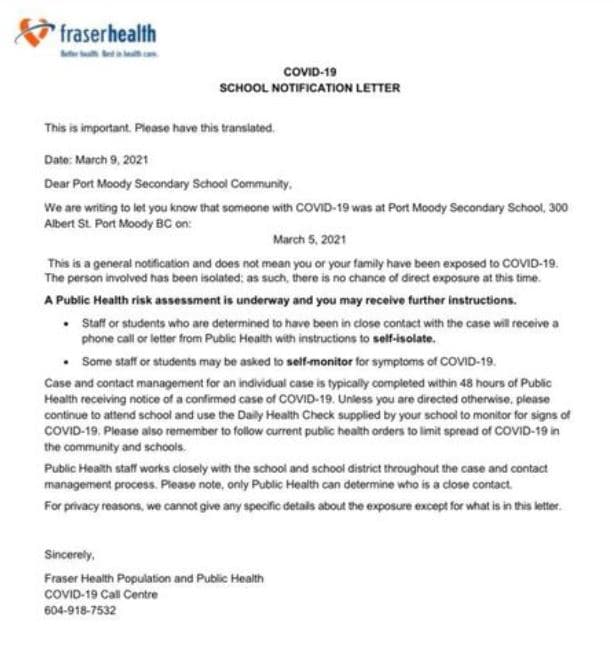 fraserhealth
Better health. Best in health care.
COVID-19
SCHOOL NOTIFICATION LETTER
This is important. Please have this translated.
Date: March 9, 2021
Dear Port Moody Secondary School Community,
We are writing to let you know that someone with COVID-19 was at Port Moody Secondary School, 300
Albert St. Port Moody BC on:
March 5, 2021
This is a general notification and does not mean you or your family have been exposed to COVID-19.
The person involved has been isolated; as such, there is no chance of direct exposure at this time.
A Public Health risk assessment is underway and you may receive further instructions.
• Staff or students who are determined to have been in close contact with the case will receive a
phone call or letter from Public Health with instructions to self-isolate.
• Some staff or students may be asked to self-monitor for symptoms of COVID-19.
Case and contact management for an individual case is typically completed within 48 hours of Public
Health receiving notice of a confirmed case of COVID-19. Unless you are directed otherwise, please
continue to attend school and use the Daily Health Check supplied by your school to monitor for signs of
COVID-19. Please also remember to follow current public health orders to limit spread of COVID-19 in
the community and schools.
Public Health staff works closely with the school and school district throughout the case and contact
management process. Please note, only Public Health can determine who is a close contact.
For privacy reasons, we cannot give any specific details about the exposure except for what is in this letter.
Sincerely,
Fraser Health Population and Public Health
COVID-19 Call Centre
604-918-7532